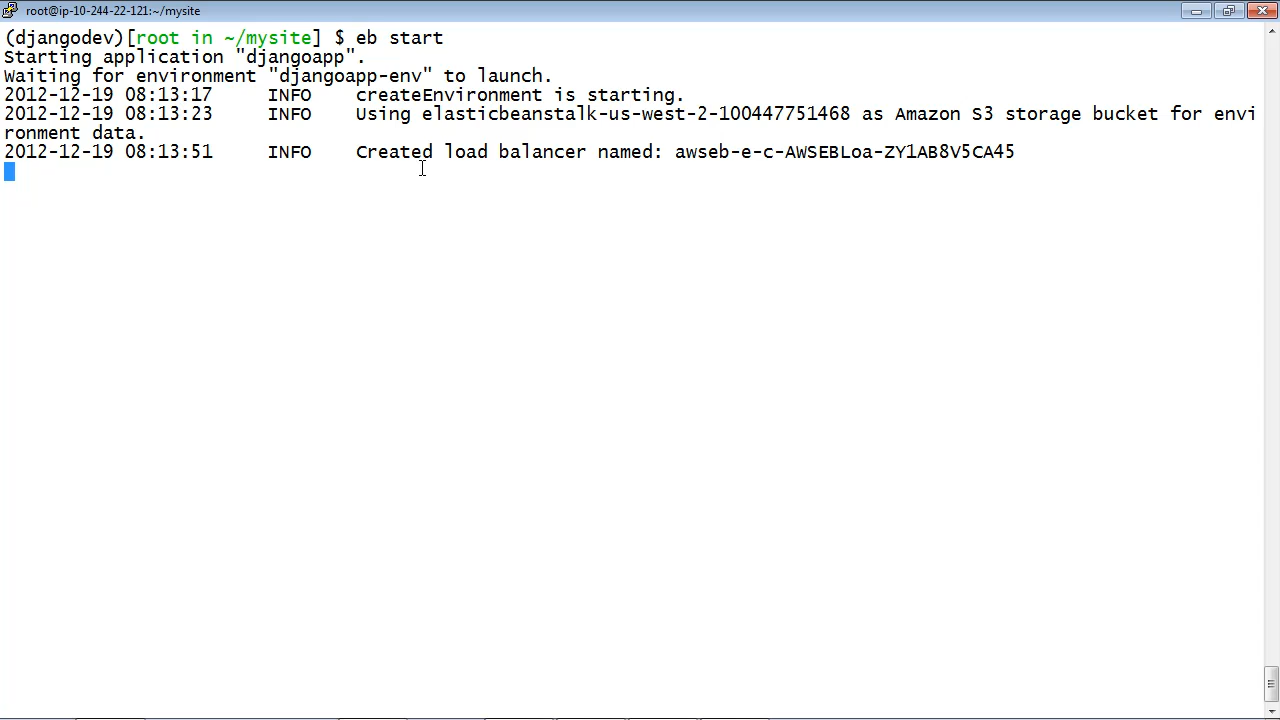 root@ip-10-244-22-121:~/mysite
(djangodev)[root in ~/mysite] $ eb start
Starting application "djangoapp".
Waiting for environment "djangoapp-env" to launch.
2012-12-19 08:13:17     INFO    createEnvironment is starting.
2012-12-19 08:13:23     INFO    Using elasticbeanstalk-us-west-2-100447751468 as Amazon S3 storage bucket for envi
ronment data.
2012-12-19 08:13:51     INFO    Created load balancer named: awseb-e-c-AWSEBLoa-ZY1AB8V5CA45